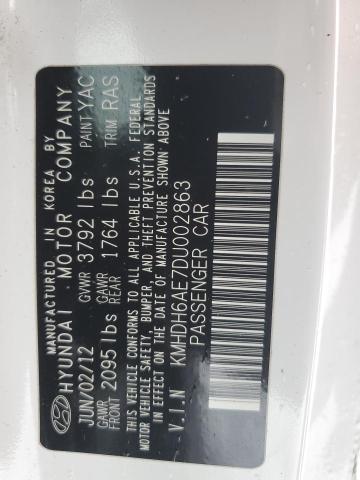 MANUFACTURED IN KOREA BY
HYUNDAI MOTOR COMPANY
JUN/02/12 GVWR 3792 lbs PAINT YAC
GAWR FRONT 2095 lbs GAWR REAR 1764 lbs TRIM RAS
THIS VEHICLE CONFORMS TO ALL APPLICABLE U.S.A. FEDERAL
MOTOR VEHICLE SAFETY, BUMPER, AND THEFT PREVENTION STANDARDS
IN EFFECT ON THE DATE OF MANUFACTURE SHOWN ABOVE
V.I.N KMHDH6AE7DU002863
PASSENGER CAR